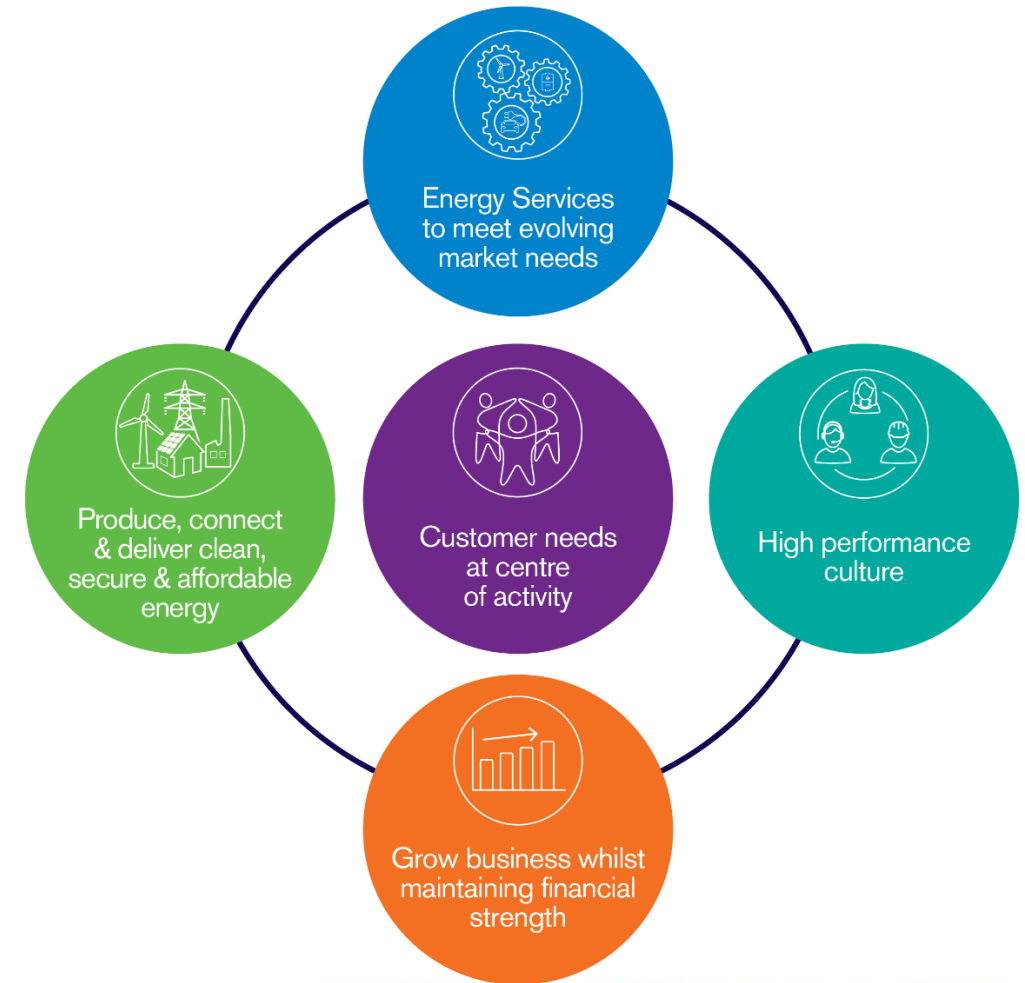 Energy Services
to meet evolving
market needs
Produce, connect
& deliver clean,
secure & affordable
energy
Customer needs
at centre
of activity
High performance
culture
Grow business whilst
maintaining financial
strength